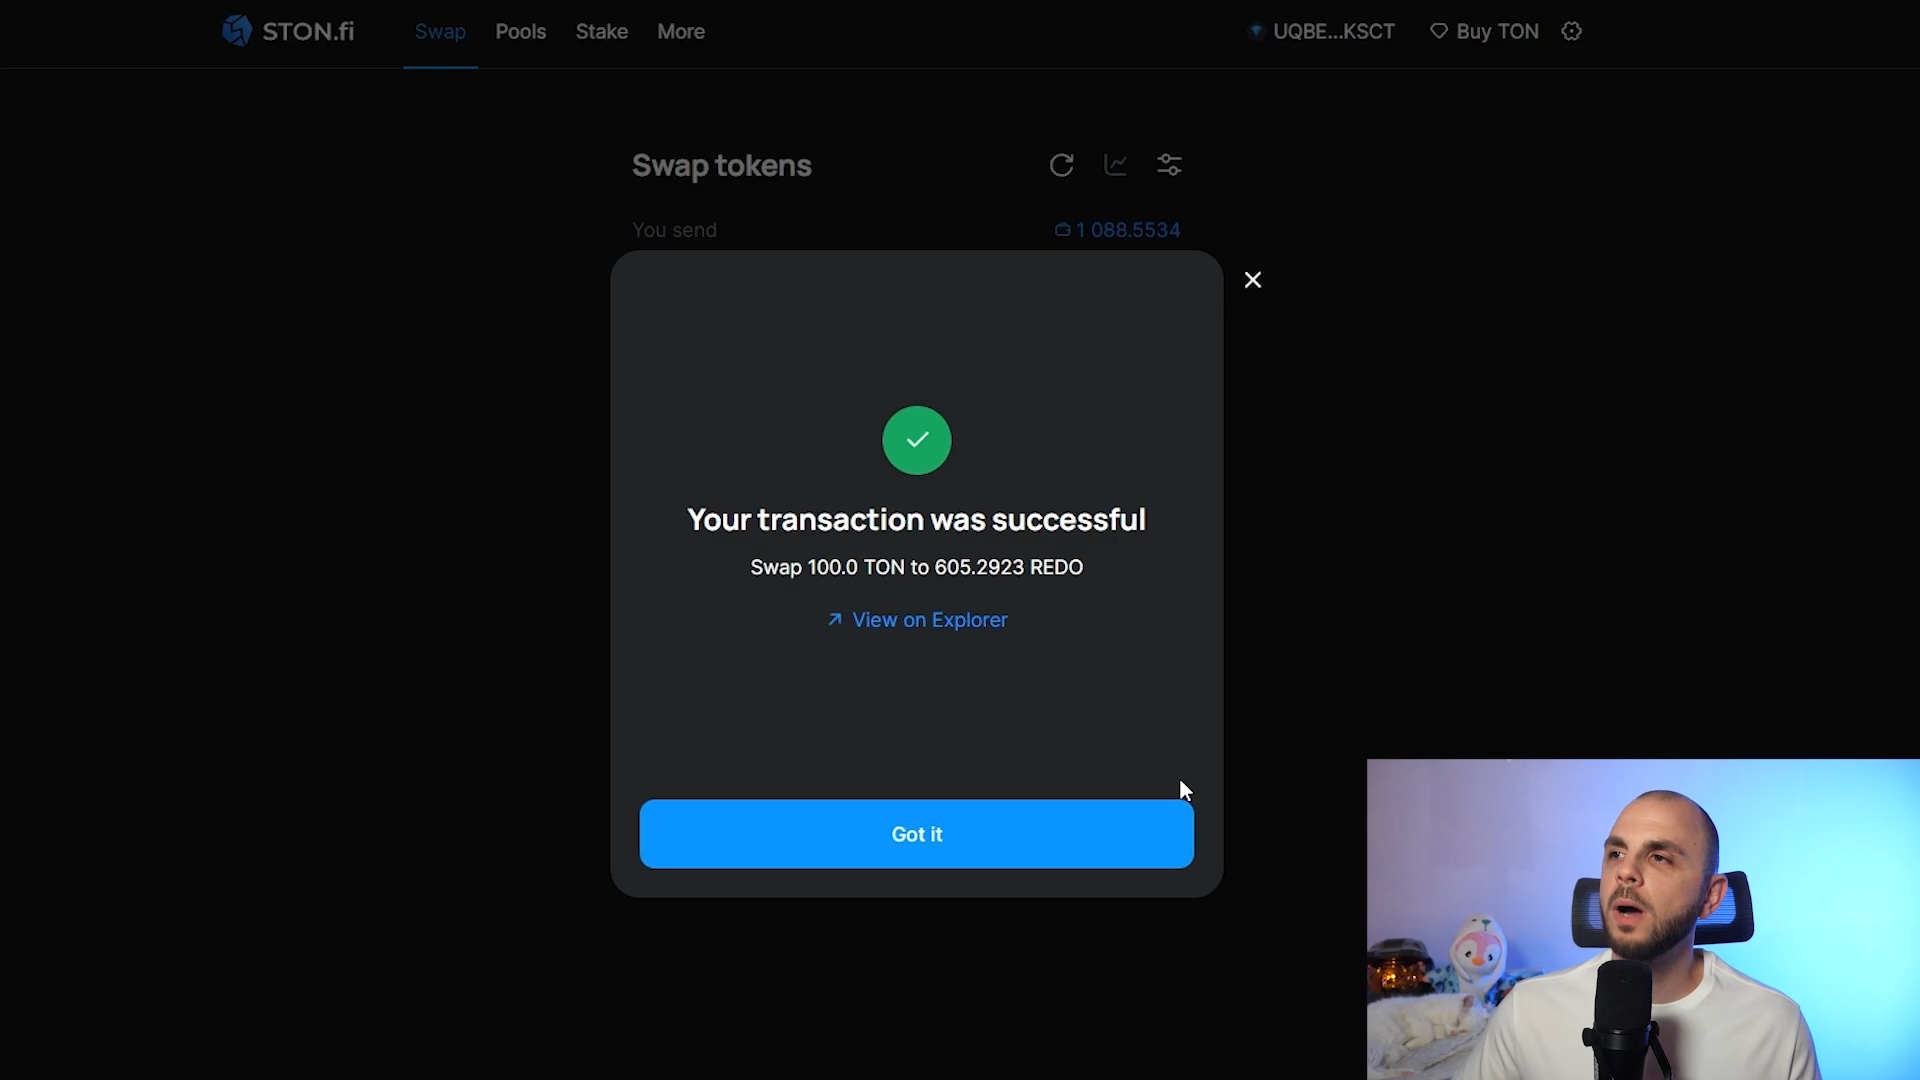 STON.fi Swap Pools Stake More UQBE...KSCT Buy TON
Swap tokens
You send 1 088.5534
Your transaction was successful
Swap 100.0 TON to 605.2923 REDO
View on Explorer
Got it